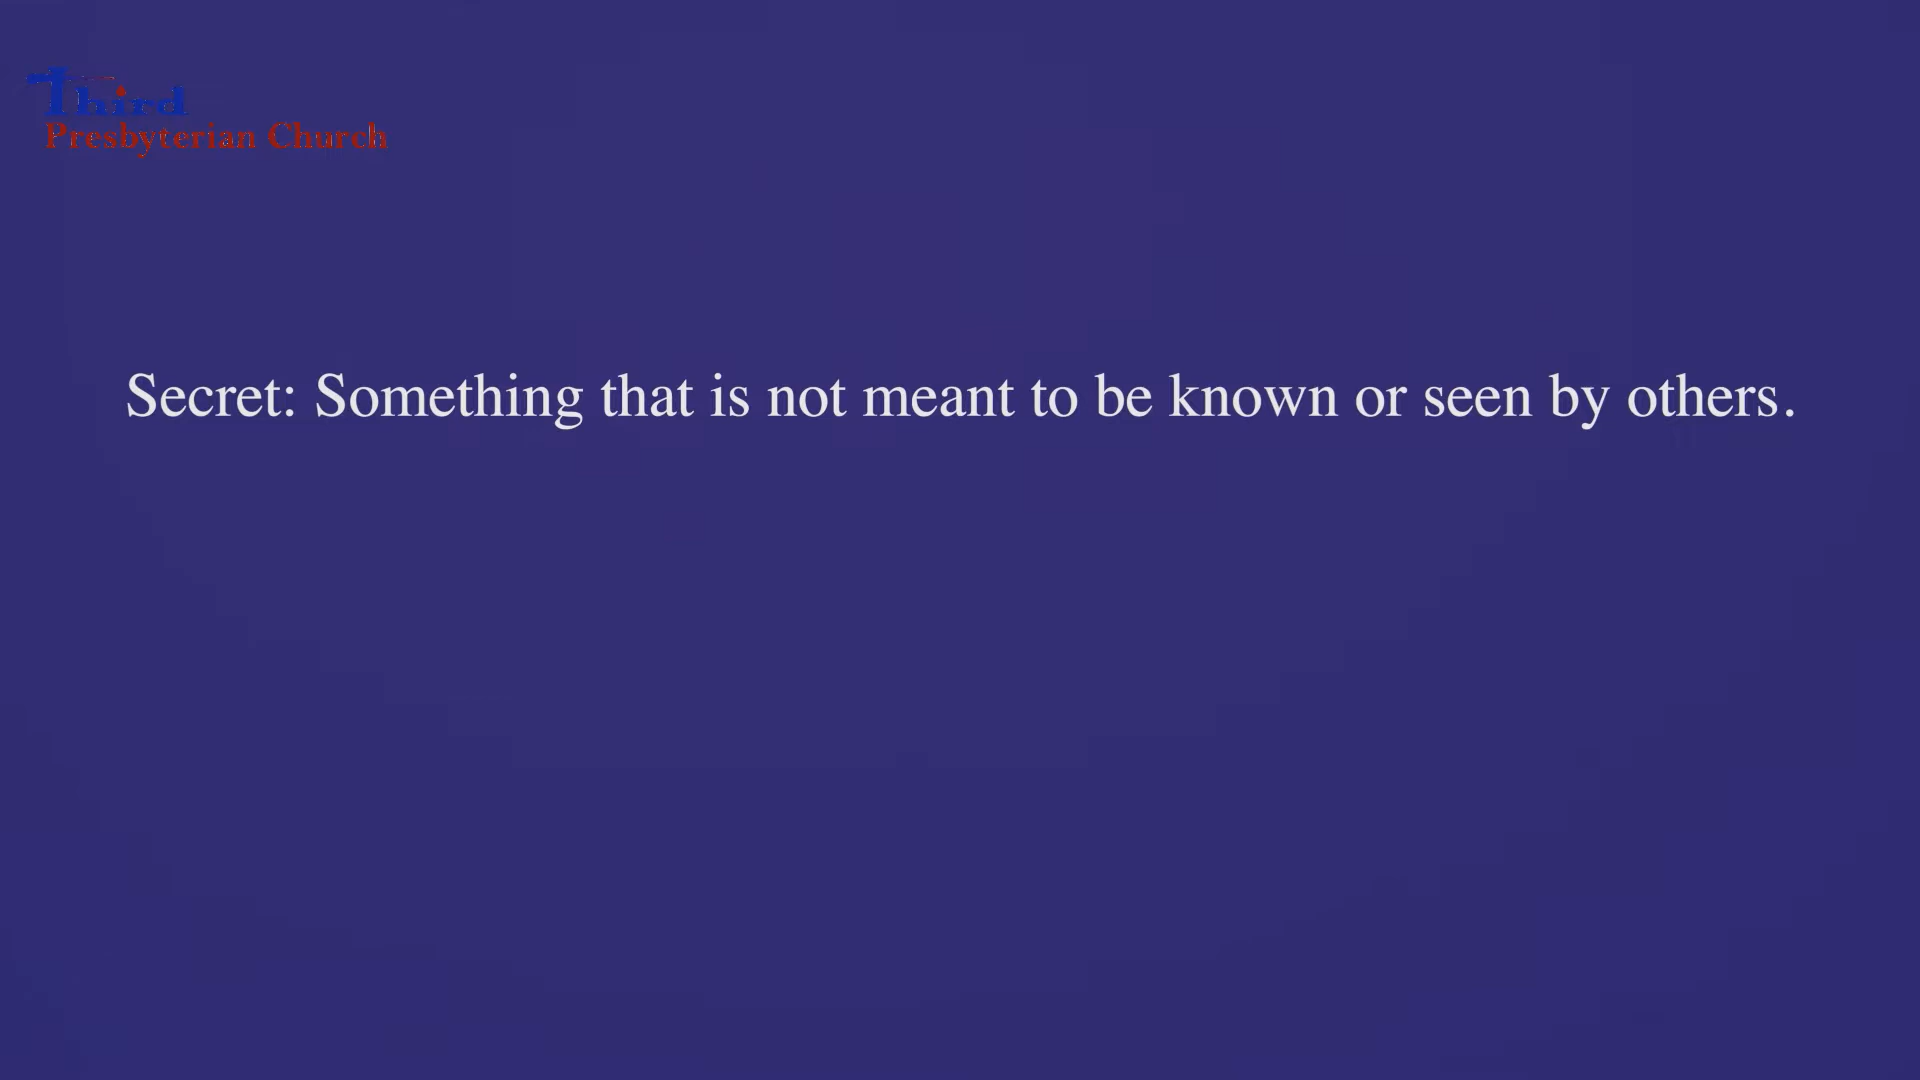 Third
Presbyterian Church
Secret: Something that is not meant to be known or seen by others.